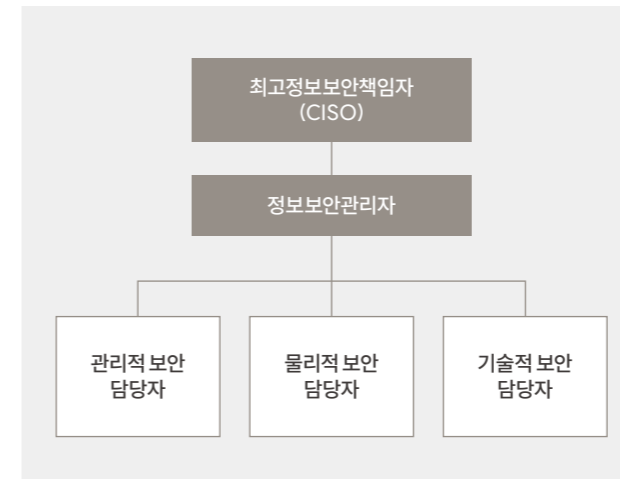 최고정보보안책임자
(CISO)
정보보안관리자
관리적 보안
담당자
물리적 보안
담당자
기술적 보안
담당자